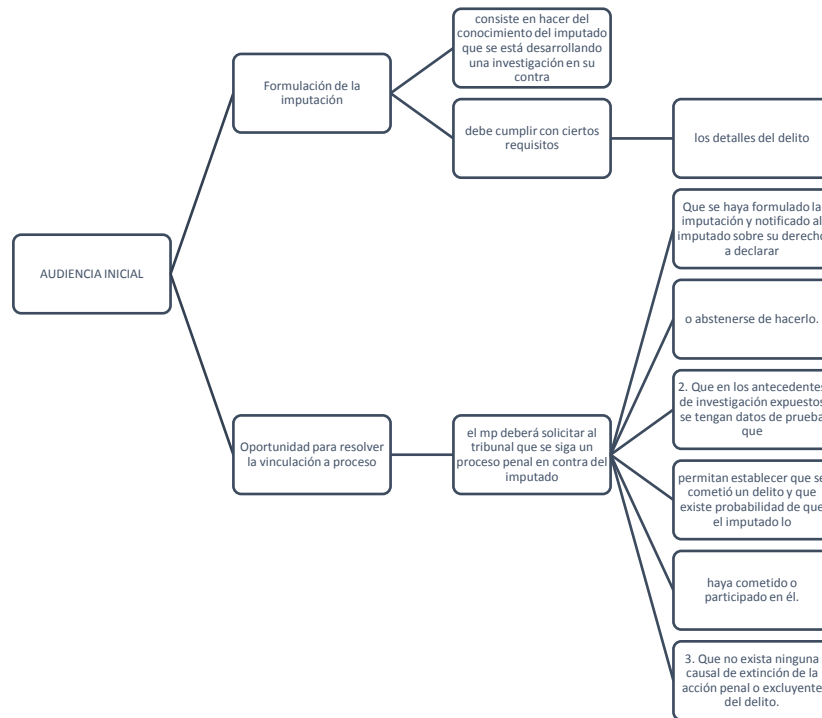 AUDIENCIA INICIAL
Formulación de la
imputación
consiste en hacer del
conocimiento del imputado
que se está desarrollando
una investigación en su
contra
debe cumplir con ciertos
requisitos
los detalles del delito
Oportunidad para resolver
la vinculación a proceso
el mp deberá solicitar al
tribunal que se siga un
proceso penal en contra del
imputado
Que se haya formulado la
imputación y notificado al
imputado sobre su derecho
a declarar
o abstenerse de hacerlo.
2. Que en los antecedentes
de investigación expuestos
se tengan datos de prueba
que
permitan establecer que se
cometió un delito y que
existe probabilidad de que
el imputado lo
haya cometido o
participado en él.
3. Que no exista ninguna
causal de extinción de la
acción penal o excluyente
del delito.